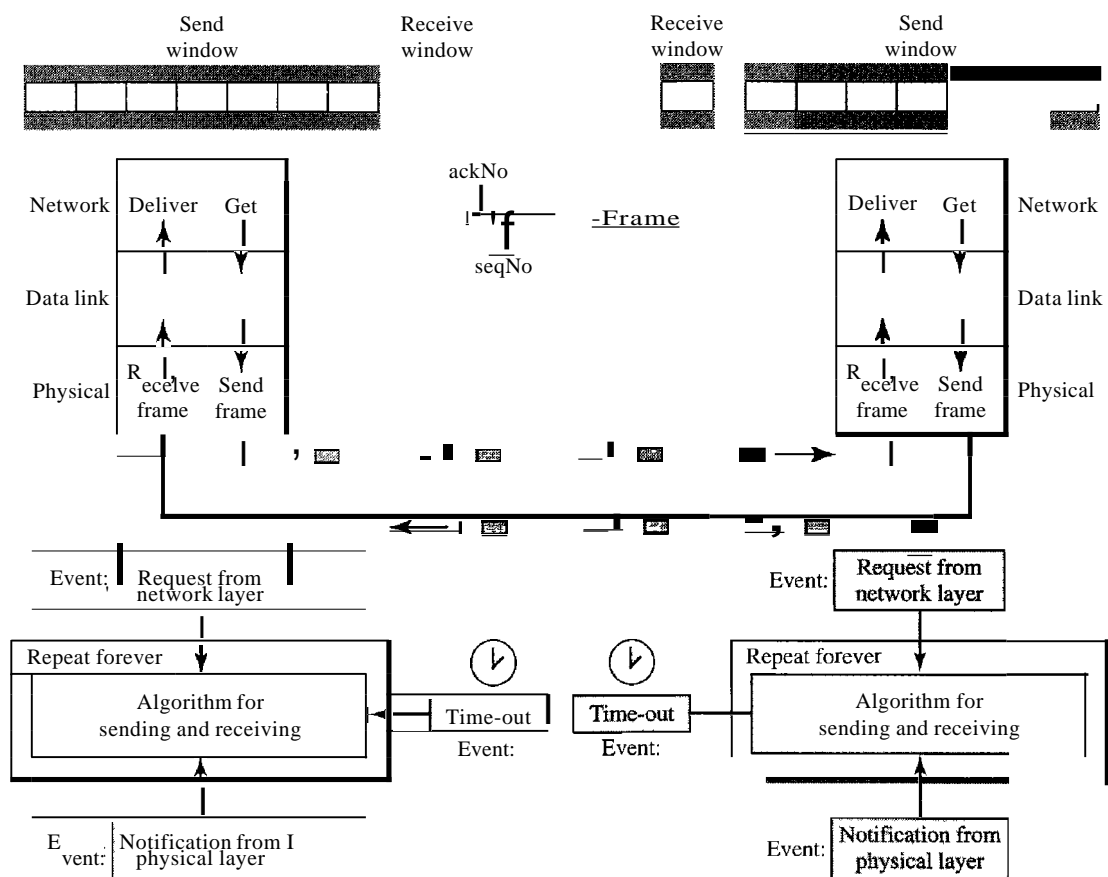 Send
window
Receive
window
Receive
window
Send
window
ackNo
-Frame
seqNo
Network
Deliver Get
Data link
Physical
R eceelve
frame
Send
frame
Deliver Get
Network
Data link
Physical
R ecelve
frame
Send
frame
Event:
Request from
network layer
Repeat forever
Algorithm for
sending and receiving
Time-out
Event:
E vent:
Notification from I
physical layer
Event:
Request from
network layer
Repeat forever
Time-out
Event:
Algorithm for
sending and receiving
Event:
Notification from
physical layer